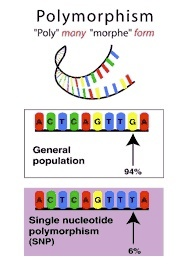 Polymorphism
"Poly" many "morphe" form
A C T C A G T T G A
General
population
94%
A C T C A G T T Y A
Single nucleotide
polymorphism
(SNP)
6%